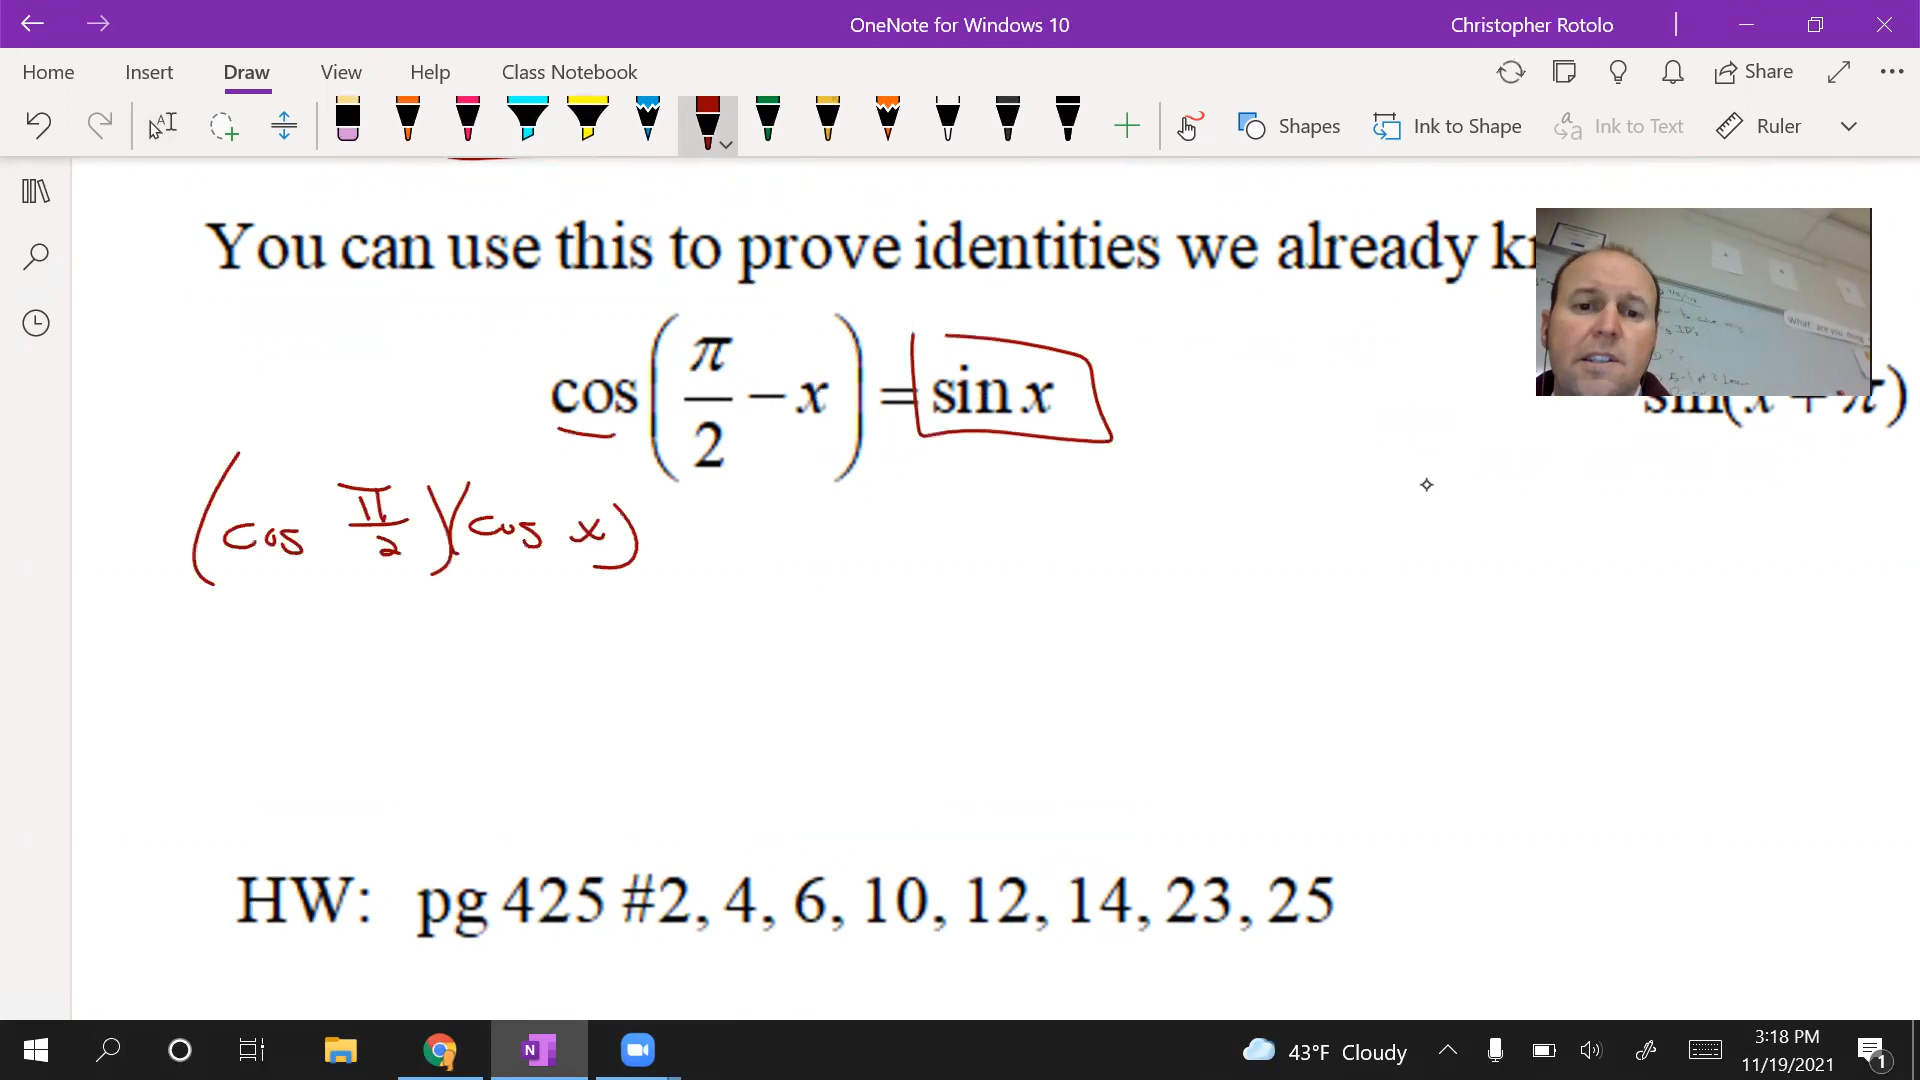 OneNote for Windows 10
Christopher Rotolo
Home Insert Draw View Help Class Notebook
Share
Shapes Ink to Shape Ink to Text Ruler
You can use this to prove identities we already
cos(π/2 − x) = sin x
sin(x + π)
(cos π/2)(cos x)
HW: pg 425 #2, 4, 6, 10, 12, 14, 23, 25
43°F Cloudy
3:18 PM
11/19/2021
1